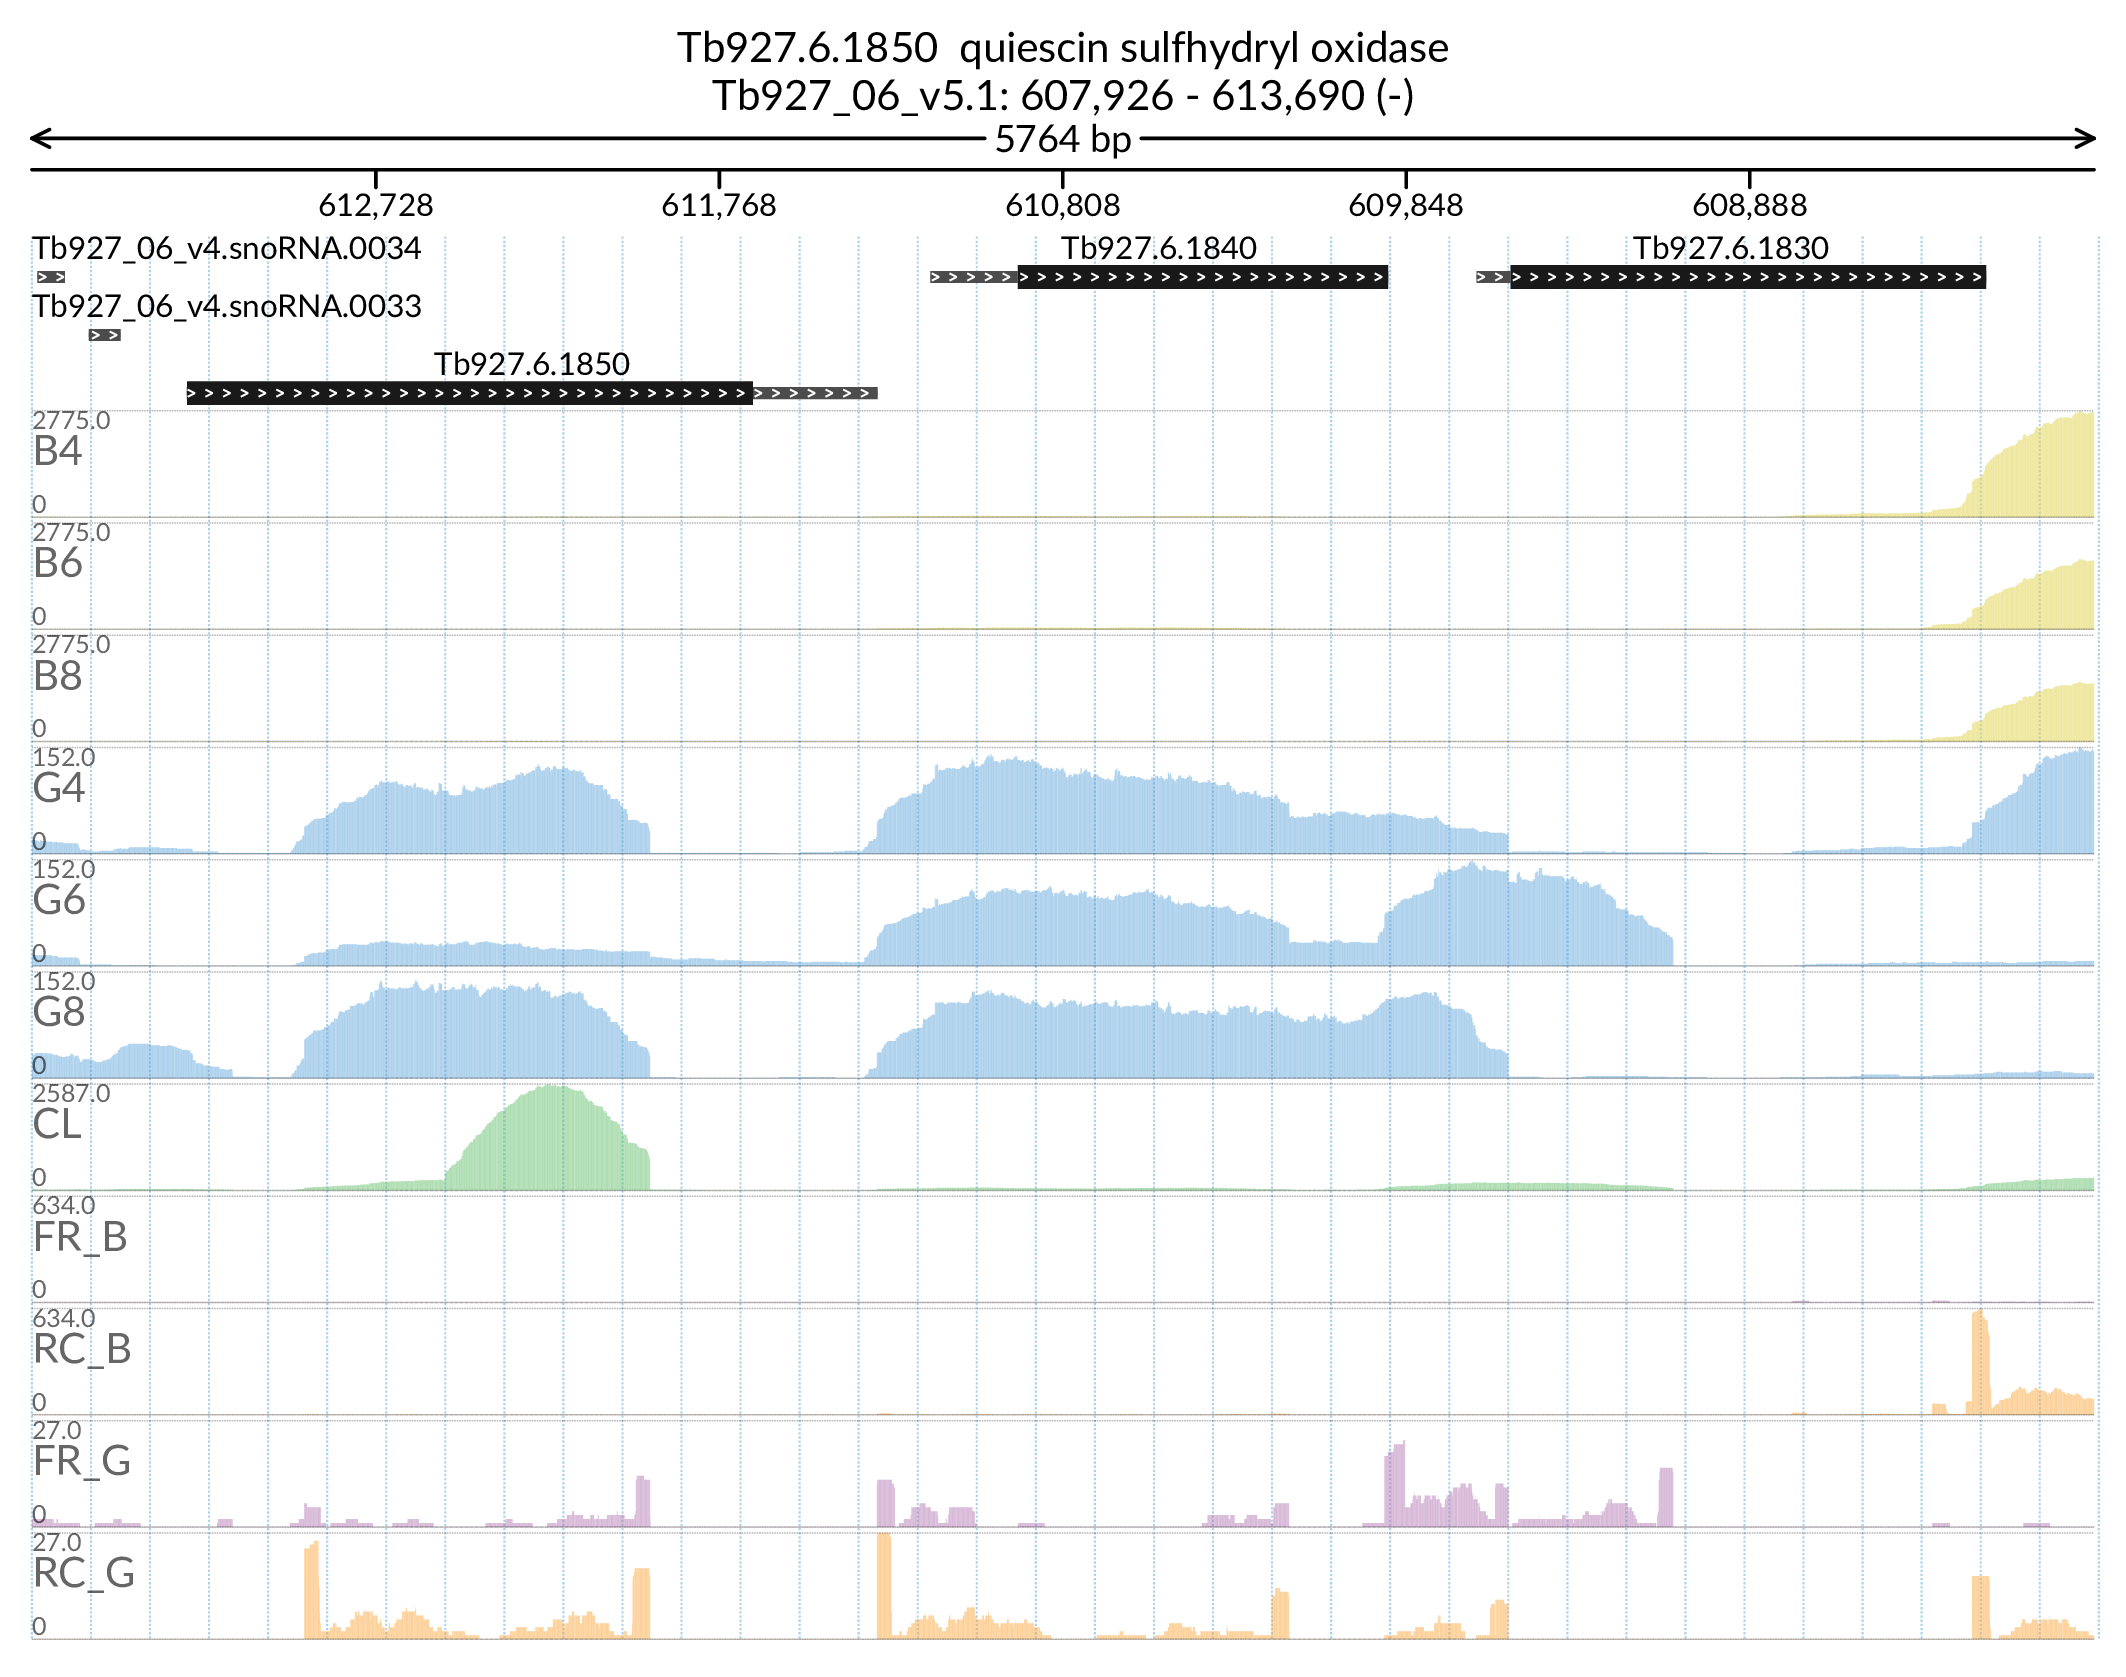 Tb927.6.1850 quiescin sulfhydryl oxidase
Tb927_06_v5.1: 607,926 - 613,690 (-)
5764 bp
612,728 611,768 610,808 609,848 608,888
Tb927_06_v4.snoRNA.0034 Tb927.6.1840 Tb927.6.1830
Tb927_06_v4.snoRNA.0033
Tb927.6.1850
2775.0
B4
0
2775.0
B6
0
2775.0
B8
0
152.0
G4
0
152.0
G6
0
152.0
G8
0
2587.0
CL
0
634.0
FR_B
0
634.0
RC_B
0
27.0
FR_G
0
27.0
RC_G
0